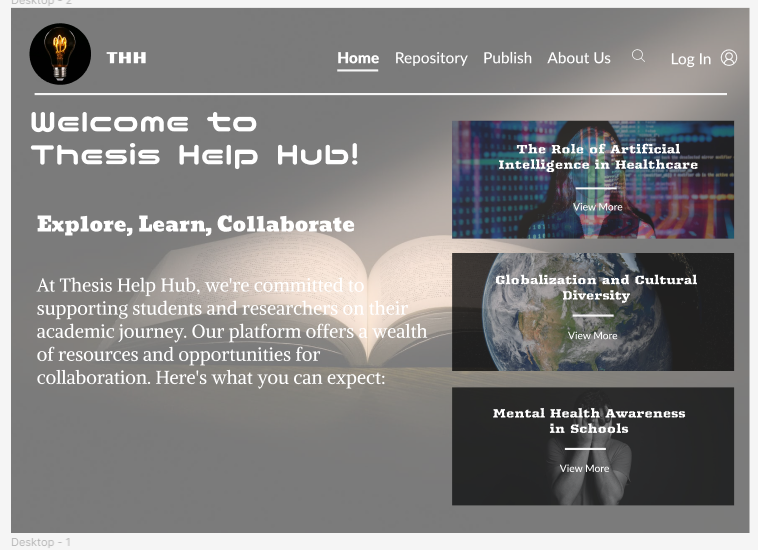 Desktop - 2
THH
Home Repository Publish About Us Log In
Welcome to
Thesis Help Hub!
Explore, Learn, Collaborate
At Thesis Help Hub, we're committed to
supporting students and researchers on their
academic journey. Our platform offers a wealth
of resources and opportunities for
collaboration. Here's what you can expect:
The Role of Artificial
Intelligence in Healthcare
View More
Globalization and Cultural
Diversity
View More
Mental Health Awareness
in Schools
View More
Desktop - 1